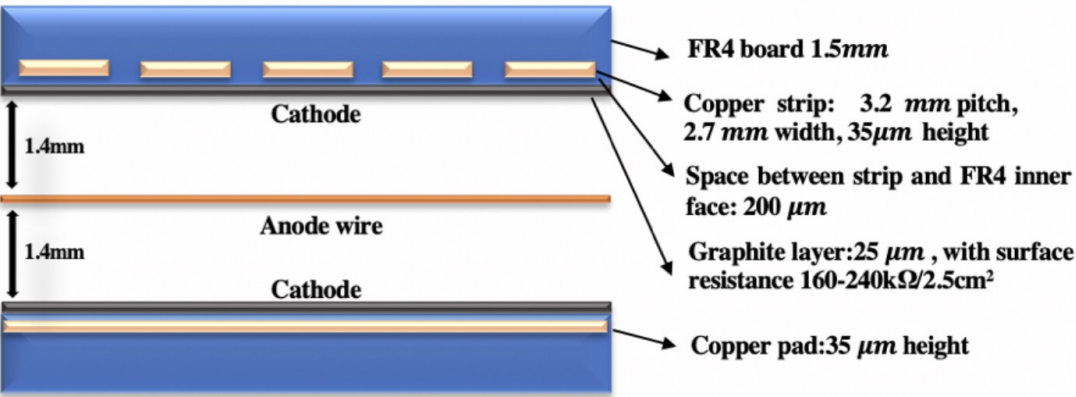 FR4 board 1.5mm
Cathode
Copper strip: 3.2 mm pitch,
2.7 mm width, 35μm height
1.4mm
Space between strip and FR4 inner
face: 200 μm
Anode wire
1.4mm
Graphite layer:25 μm , with surface
resistance 160-240kΩ/2.5cm²
Cathode
Copper pad:35 μm height